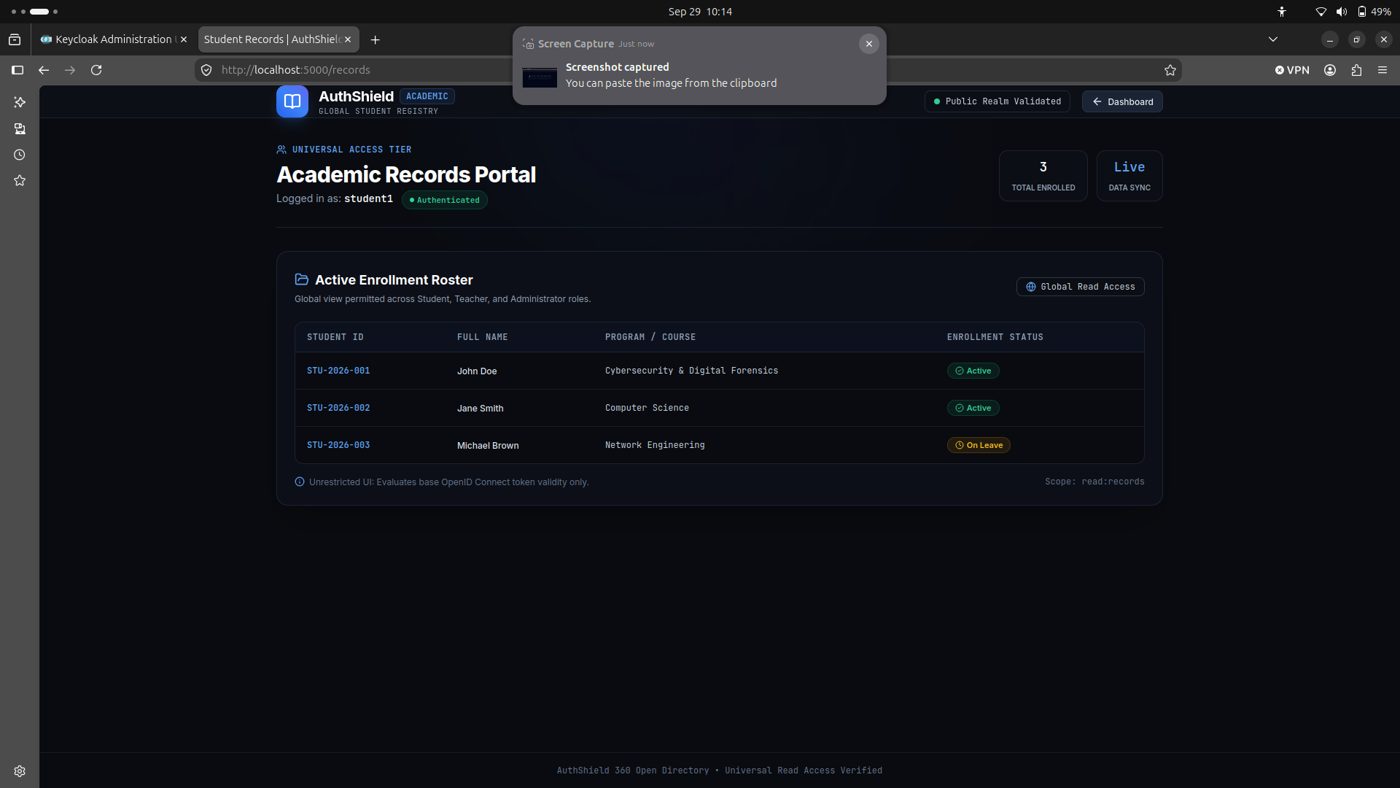 Sep 29 10:14
49%
Keycloak Administration
Student Records | AuthShiel
Screen Capture Just now
Screenshot captured
You can paste the image from the clipboard
http://localhost:5000/records
VPN
AuthShield ACADEMIC
GLOBAL STUDENT REGISTRY
Public Realm Validated
Dashboard
UNIVERSAL ACCESS TIER
Academic Records Portal
Logged in as: student1 Authenticated
3
TOTAL ENROLLED
Live
DATA SYNC
Active Enrollment Roster
Global view permitted across Student, Teacher, and Administrator roles.
Global Read Access
STUDENT ID FULL NAME PROGRAM / COURSE ENROLLMENT STATUS
STU-2026-001 John Doe Cybersecurity & Digital Forensics Active
STU-2026-002 Jane Smith Computer Science Active
STU-2026-003 Michael Brown Network Engineering On Leave
Unrestricted UI: Evaluates base OpenID Connect token validity only.
Scope: read:records
AuthShield 360 Open Directory • Universal Read Access Verified